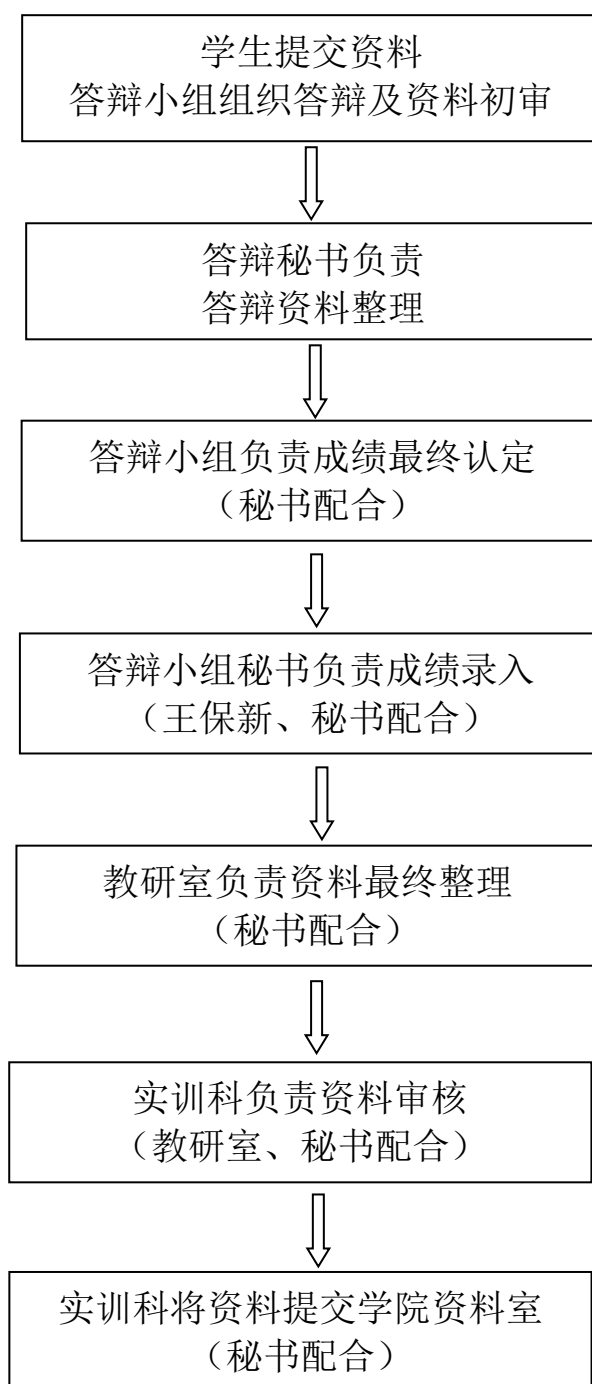 学生提交资料
答辩小组组织答辩及资料初审
答辩秘书负责
答辩资料整理
答辩小组负责成绩最终认定
（秘书配合）
答辩小组秘书负责成绩录入
（王保新、秘书配合）
教研室负责资料最终整理
（秘书配合）
实训科负责资料审核
（教研室、秘书配合）
实训科将资料提交学院资料室
（秘书配合）